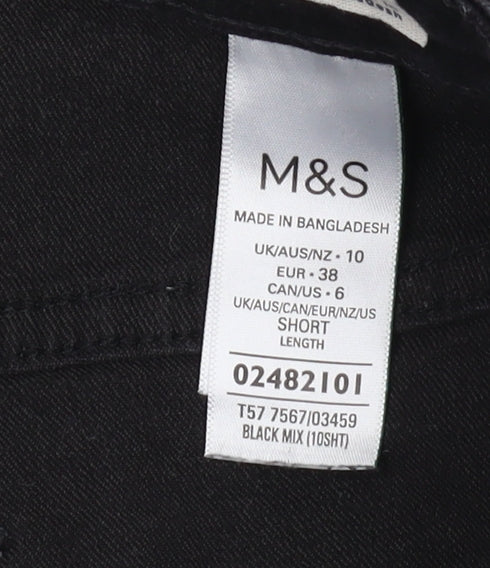 M&S
MADE IN BANGLADESH
UK/AUS/NZ • 10
EUR • 38
CAN/US • 6
UK/AUS/CAN/EUR/NZ/US
SHORT
LENGTH
02482101
T57 7567/03459
BLACK MIX (10SHT)